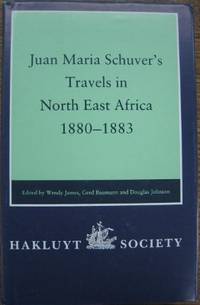 Juan Maria Schuver's
Travels in
North East Africa
1880–1883
Edited by Wendy James, Gerd Baumann and Douglas Johnson
HAKLUYT SOCIETY